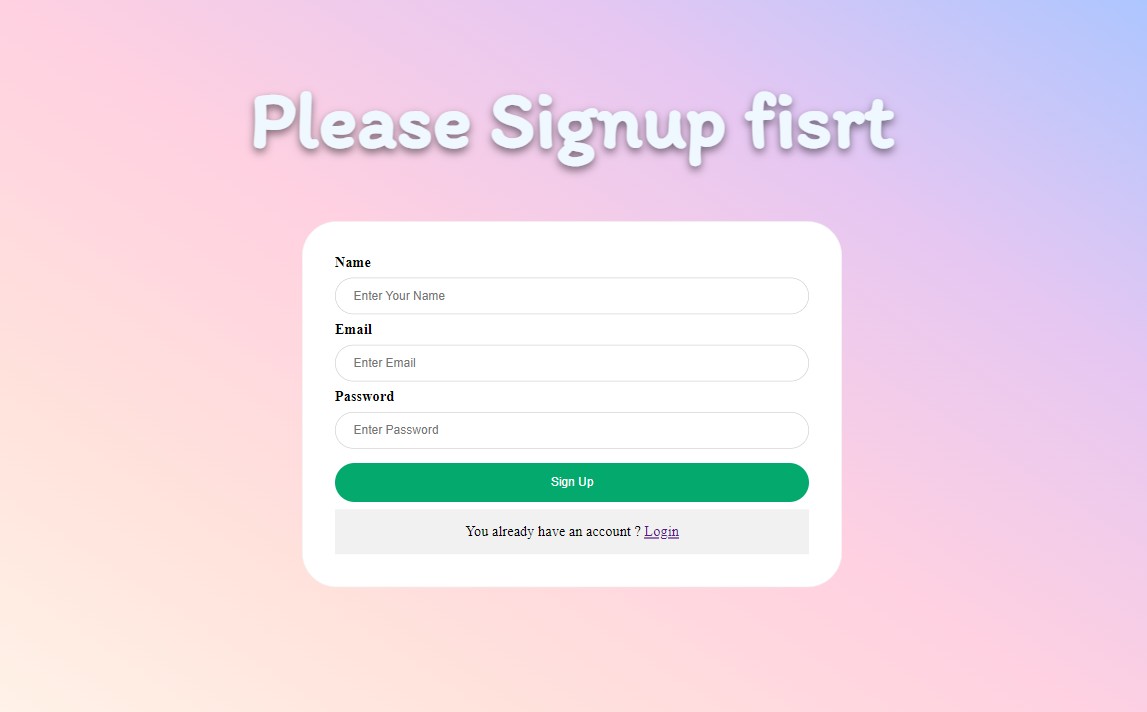 Please Signup fisrt
Name
Enter Your Name
Email
Enter Email
Password
Enter Password
Sign Up
You already have an account ? Login